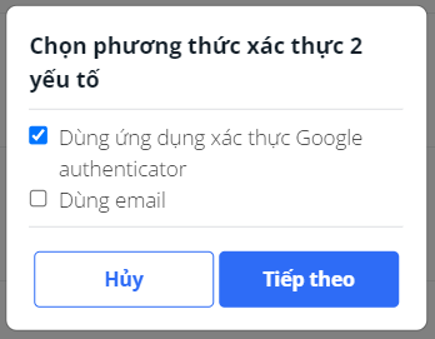 Chọn phương thức xác thực 2
yếu tố
Dùng ứng dụng xác thực Google
authenticator
Dùng email
Hủy
Tiếp theo